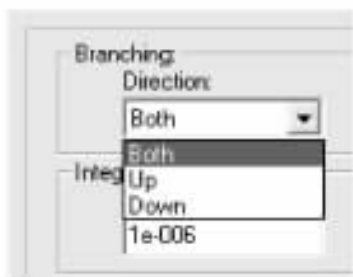 Branching:
Direction:
Both
Both
Integ
Up
Down
1e-006